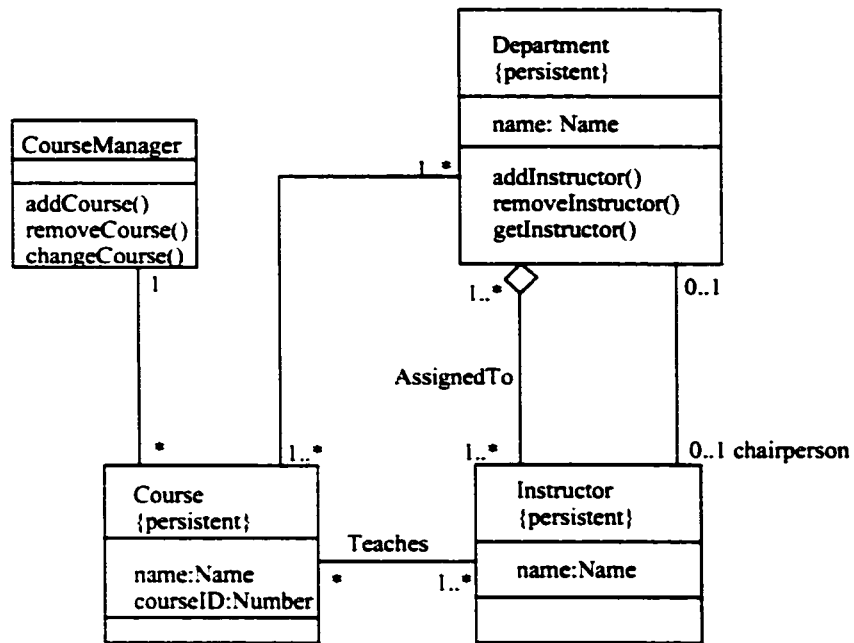 Department
{persistent}
name: Name
addInstructor()
removeInstructor()
getInstructor()
CourseManager
addCourse()
removeCourse()
changeCourse()
1..*
1
1..*
0..1
AssignedTo
*
1..*
1..*
0..1 chairperson
Course
{persistent}
name:Name
courseID:Number
Teaches
*
1..*
Instructor
{persistent}
name:Name